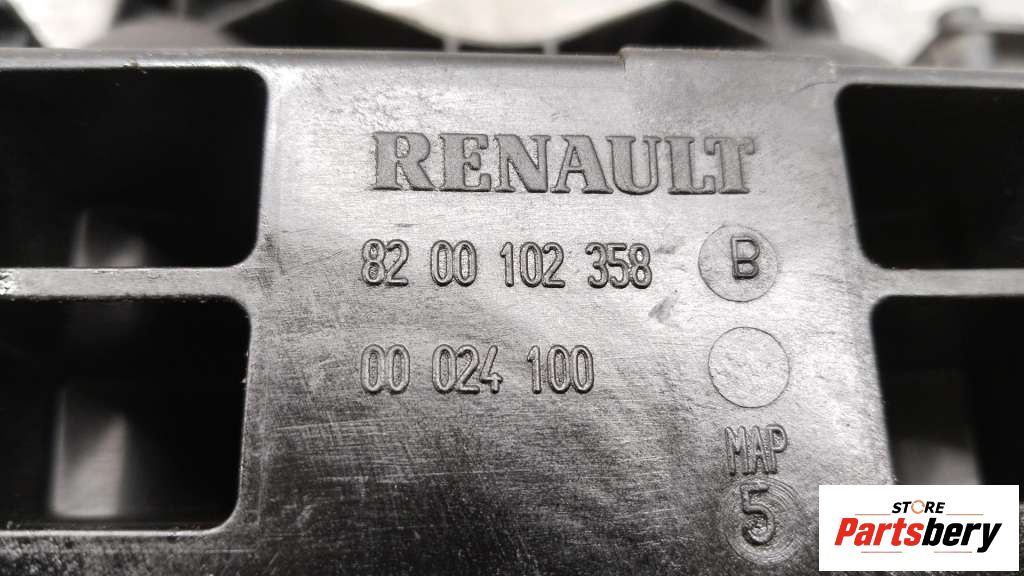 RENAULT
82 00 102 358 B
00 024 100
MAP
5
STORE
Partsbery